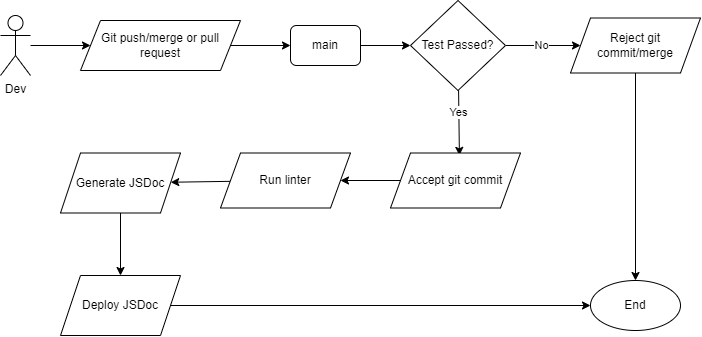 Git push/merge or pull
request
main
Test Passed?
No
Reject git
commit/merge
Dev
Yes
Generate JSDoc
Run linter
Accept git commit
Deploy JSDoc
End